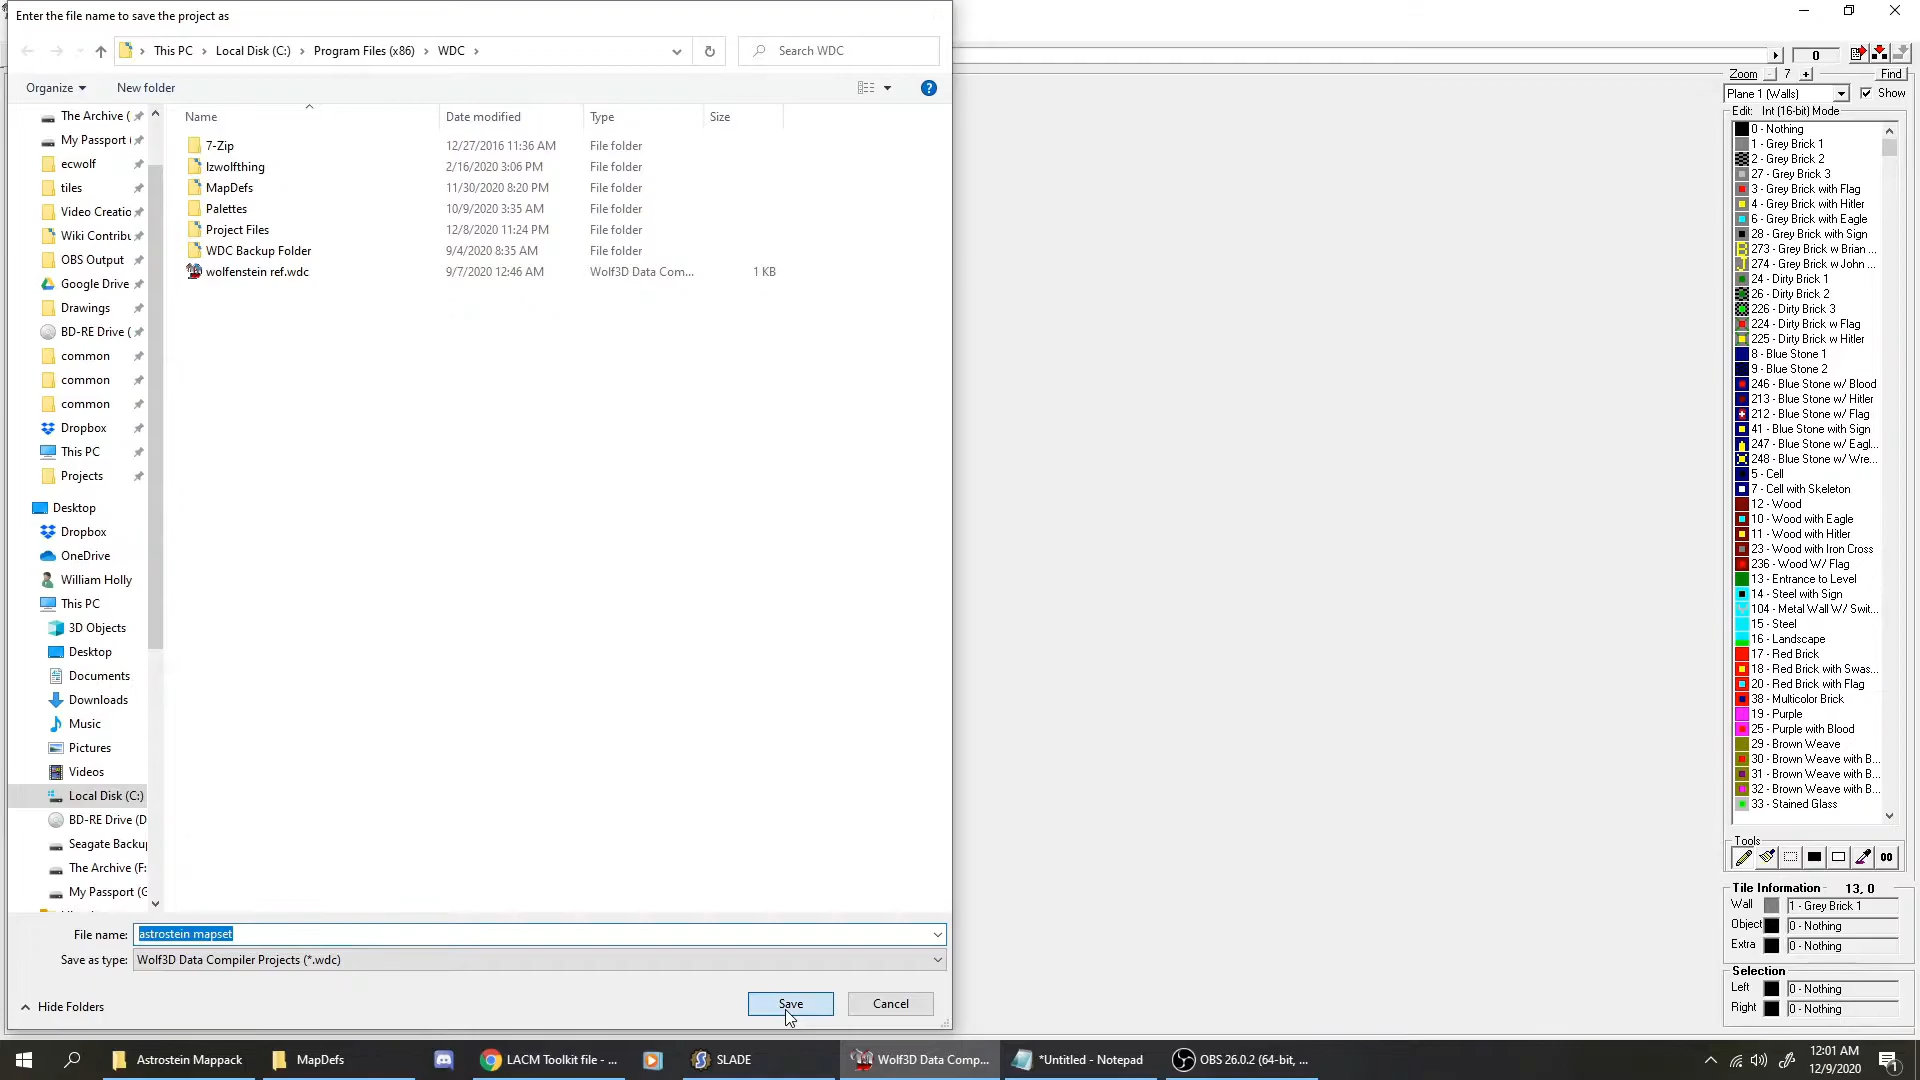 Enter the file name to save the project as
This PC > Local Disk (C:) > Program Files (x86) > WDC >
Search WDC
Organize
New folder
Name
Date modified
Type
Size
7-Zip 12/27/2016 11:36 AM File folder
lzwolfthing 2/16/2020 3:06 PM File folder
MapDefs 11/30/2020 8:20 PM File folder
Palettes 10/9/2020 3:35 AM File folder
Project Files 12/8/2020 11:24 PM File folder
WDC Backup Folder 9/4/2020 8:35 AM File folder
wolfenstein ref.wdc 9/7/2020 12:46 AM Wolf3D Data Com... 1 KB
The Archive (
My Passport (
ecwolf
tiles
Video Creatio
Wiki Contribu
OBS Output
Google Drive
Drawings
BD-RE Drive (
common
common
common
Dropbox
This PC
Projects
Desktop
Dropbox
OneDrive
William Holly
This PC
3D Objects
Desktop
Documents
Downloads
Music
Pictures
Videos
Local Disk (C:)
BD-RE Drive (D
Seagate Backup
The Archive (F:
My Passport (G
File name: astrostein mapset
Save as type: Wolf3D Data Compiler Projects (*.wdc)
Hide Folders
Save
Cancel
0
Zoom - 7 +
Find
Plane 1 (Walls)
Show
Edit: Int (16-bit) Mode
0 - Nothing
1 - Grey Brick 1
2 - Grey Brick 2
27 - Grey Brick 3
3 - Grey Brick with Flag
4 - Grey Brick with Hitler
6 - Grey Brick with Eagle
28 - Grey Brick with Sign
273 - Grey Brick w Brian ...
274 - Grey Brick w John ...
24 - Dirty Brick 1
26 - Dirty Brick 2
226 - Dirty Brick 3
224 - Dirty Brick w Flag
225 - Dirty Brick w Hitler
8 - Blue Stone 1
9 - Blue Stone 2
246 - Blue Stone w/ Blood
213 - Blue Stone w/ Hitler
212 - Blue Stone w/ Flag
41 - Blue Stone with Sign
247 - Blue Stone w/ Eagl...
248 - Blue Stone w/ Wre...
5 - Cell
7 - Cell with Skeleton
12 - Wood
10 - Wood with Eagle
11 - Wood with Hitler
23 - Wood with Iron Cross
236 - Wood W/ Flag
13 - Entrance to Level
14 - Steel with Sign
104 - Metal Wall W/ Swit...
15 - Steel
16 - Landscape
17 - Red Brick
18 - Red Brick with Swas...
20 - Red Brick with Flag
38 - Multicolor Brick
19 - Purple
25 - Purple with Blood
29 - Brown Weave
30 - Brown Weave with B...
31 - Brown Weave with B...
32 - Brown Weave with B...
33 - Stained Glass
Tools
00
Tile Information 13, 0
Wall 1 - Grey Brick 1
Object 0 - Nothing
Extra 0 - Nothing
Selection
Left 0 - Nothing
Right 0 - Nothing
Astrostein Mappack
MapDefs
LACM Toolkit file - ...
SLADE
Wolf3D Data Comp...
*Untitled - Notepad
OBS 26.0.2 (64-bit, ...
12:01 AM
12/9/2020
1